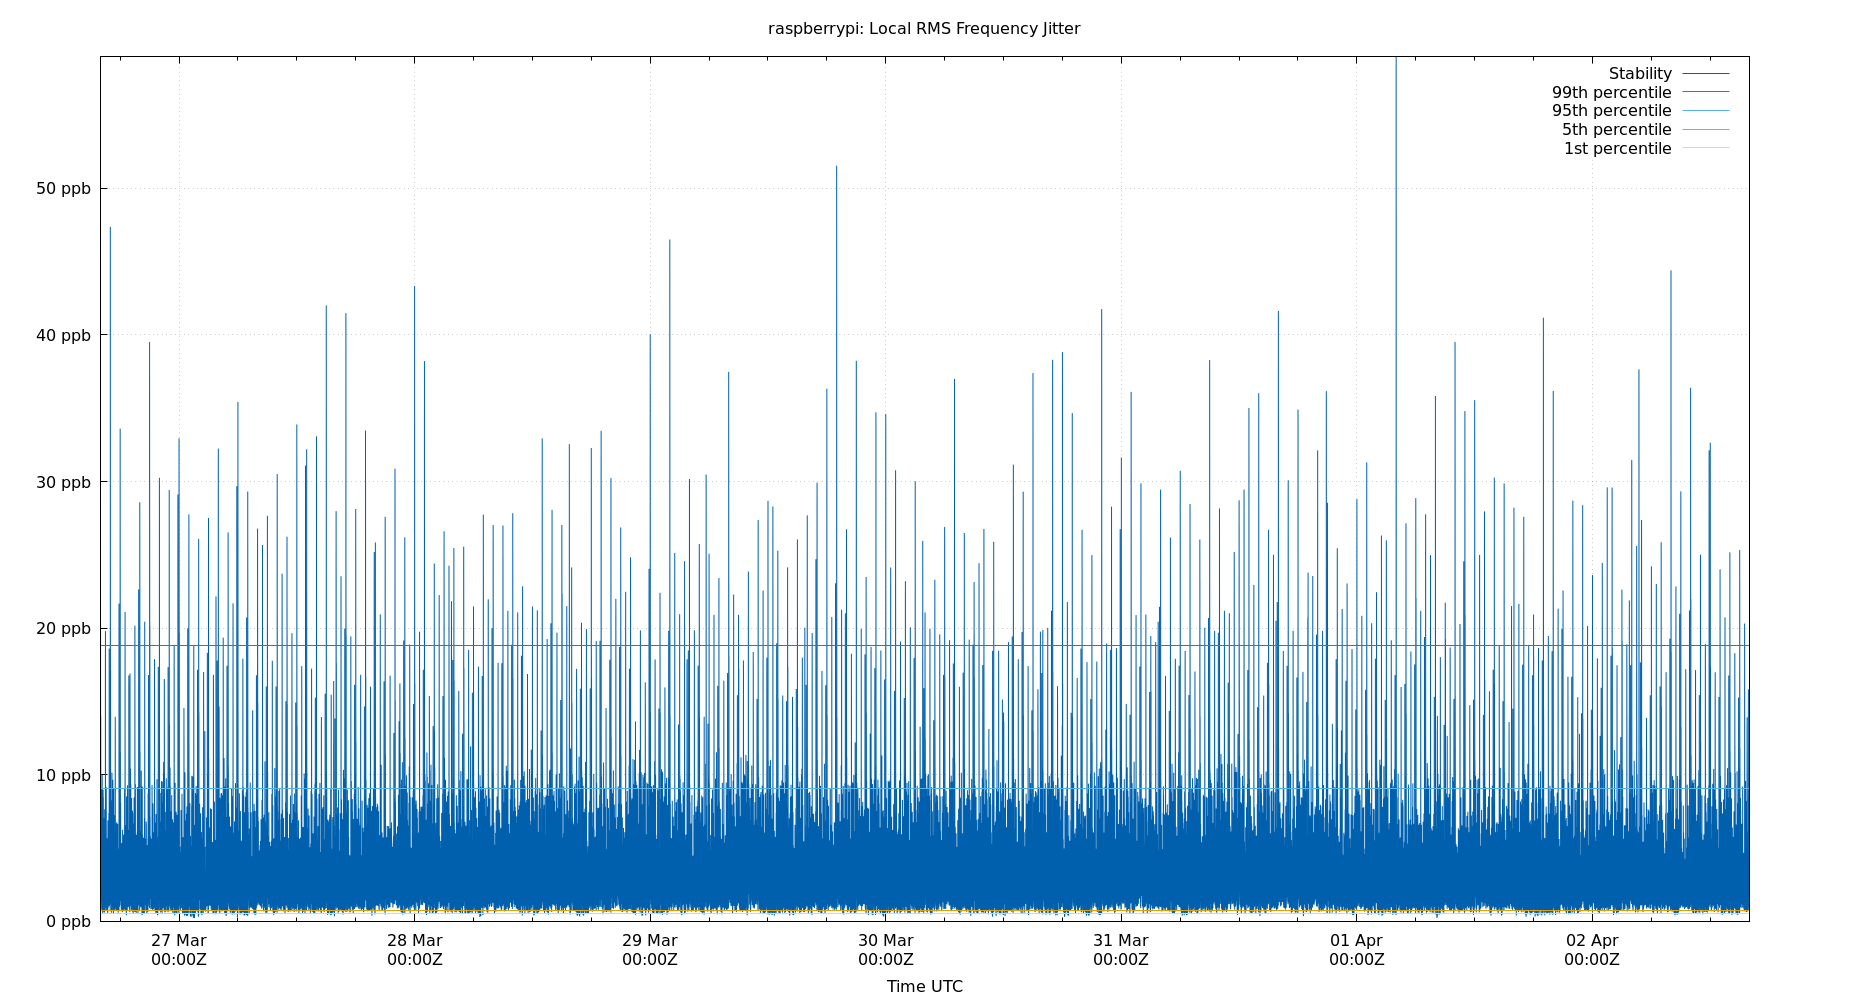 raspberrypi: Local RMS Frequency Jitter
Stability
99th percentile
95th percentile
5th percentile
1st percentile
50 ppb
40 ppb
30 ppb
20 ppb
10 ppb
0 ppb
27 Mar 28 Mar 29 Mar 30 Mar 31 Mar 01 Apr 02 Apr
00:00Z 00:00Z 00:00Z 00:00Z 00:00Z 00:00Z 00:00Z
Time UTC